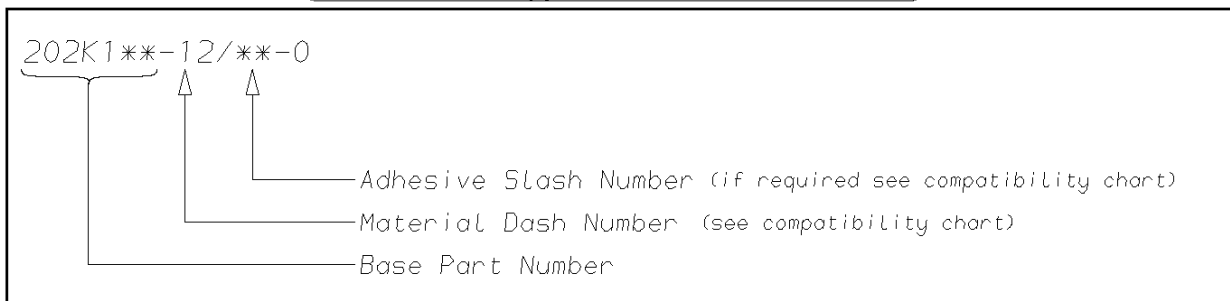 202K1**-12/**-0
Adhesive Slash Number (if required see compatibility chart)
Material Dash Number (see compatibility chart)
Base Part Number